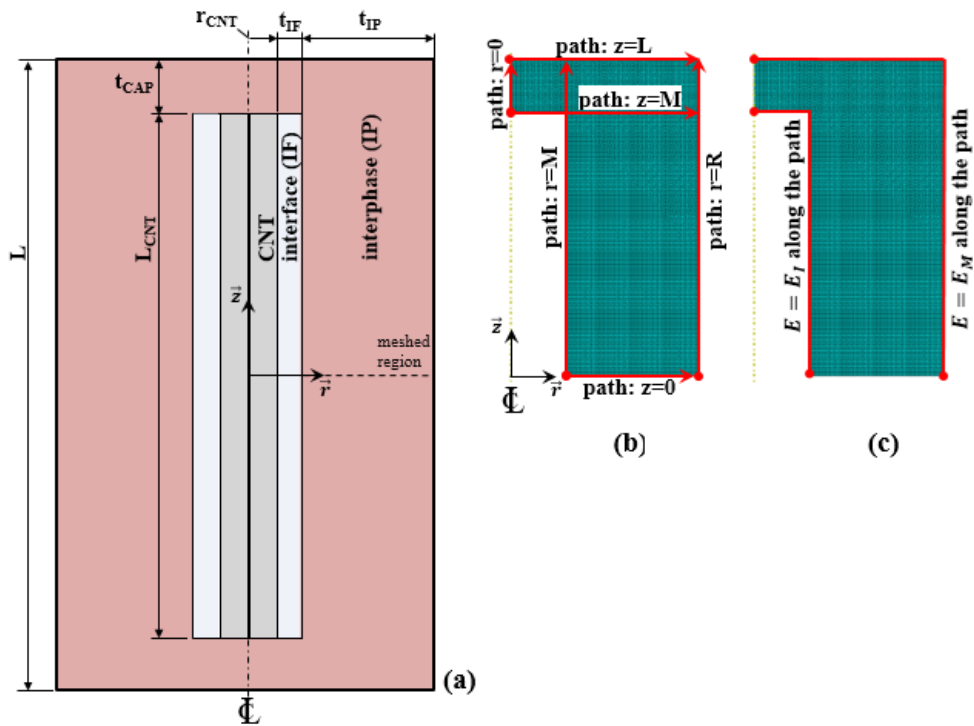 r_CNT
t_IF
t_IP
t_CAP
L
L_CNT
CNT
interface (IF)
interphase (IP)
z⃗
r⃗
meshed
region
℄
(a)
path: z=L
path: r=0
path: z=M
path: r=M
path: r=R
z⃗
r⃗
℄
path: z=0
(b)
E = E_I along the path
E = E_M along the path
(c)